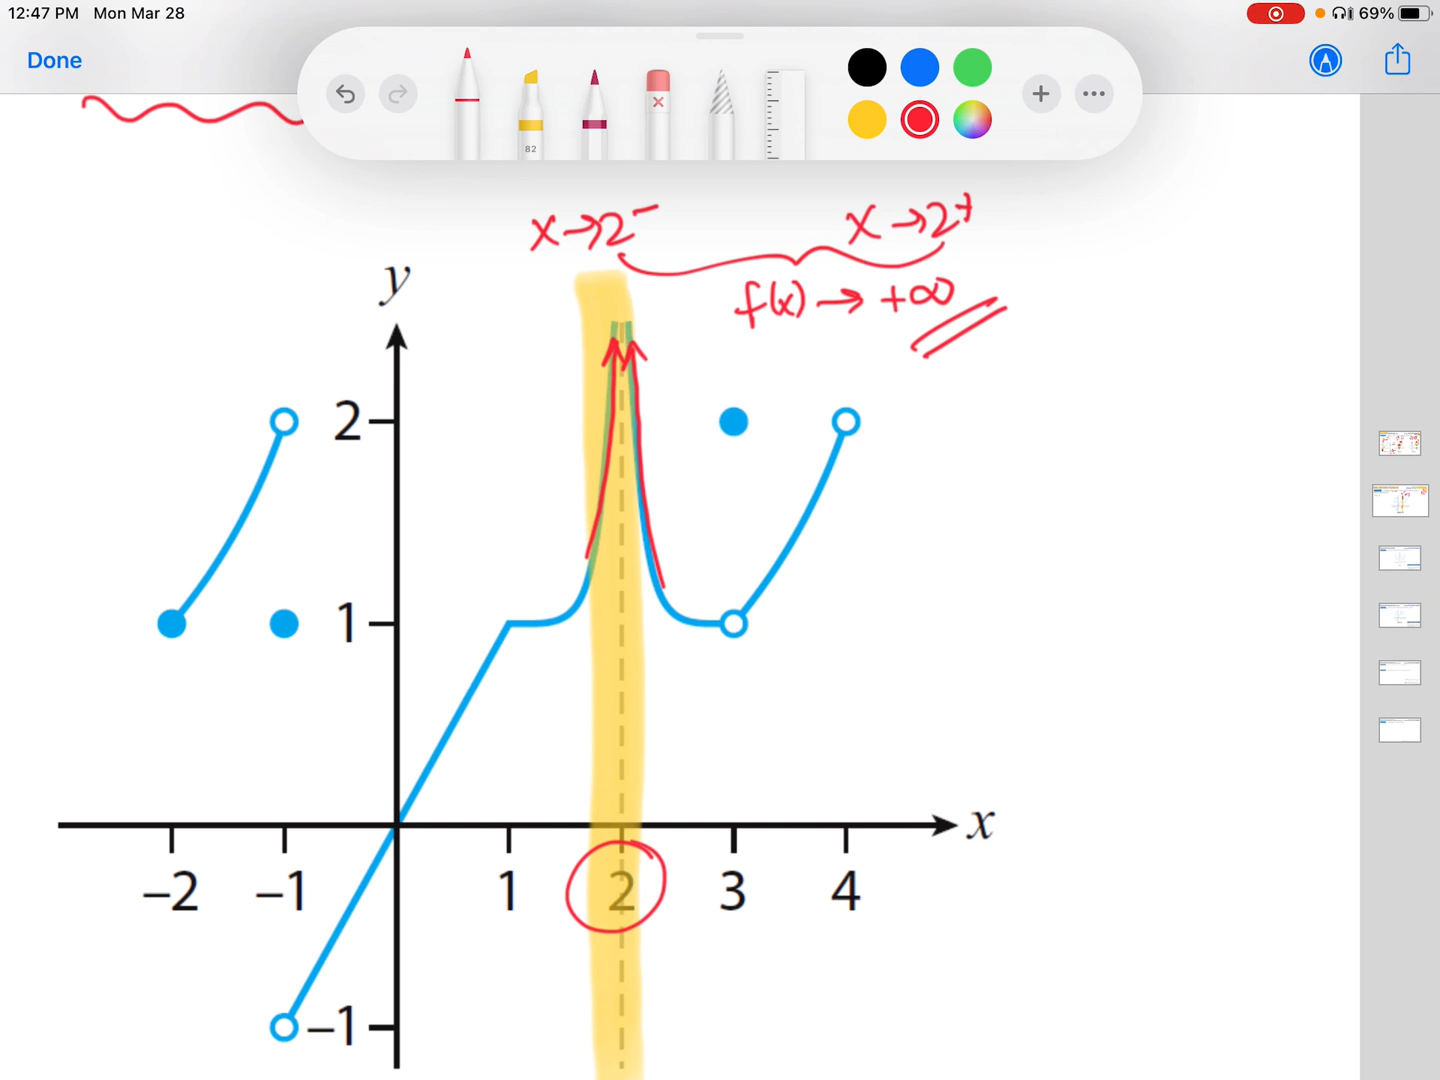 12:47 PM Mon Mar 28
69%
Done
82
x→2⁻ x→2⁺
f(x) → +∞
y
2
1
x
−2 −1 1 2 3 4
−1